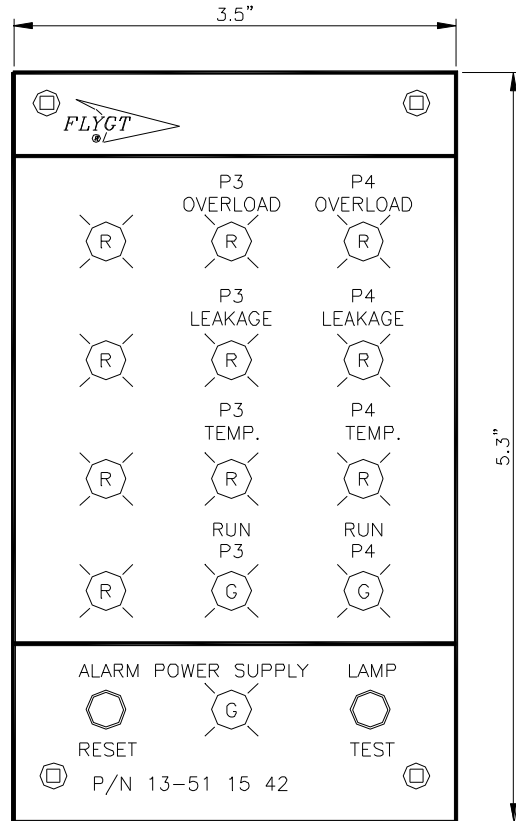 3.5"
FLYGT
®
P3 P4
OVERLOAD OVERLOAD
R R R
P3 P4
LEAKAGE LEAKAGE
R R R
P3 P4
TEMP. TEMP.
R R R
RUN RUN
P3 P4
R G G
5.3"
ALARM POWER SUPPLY LAMP
G
RESET TEST
P/N 13-51 15 42